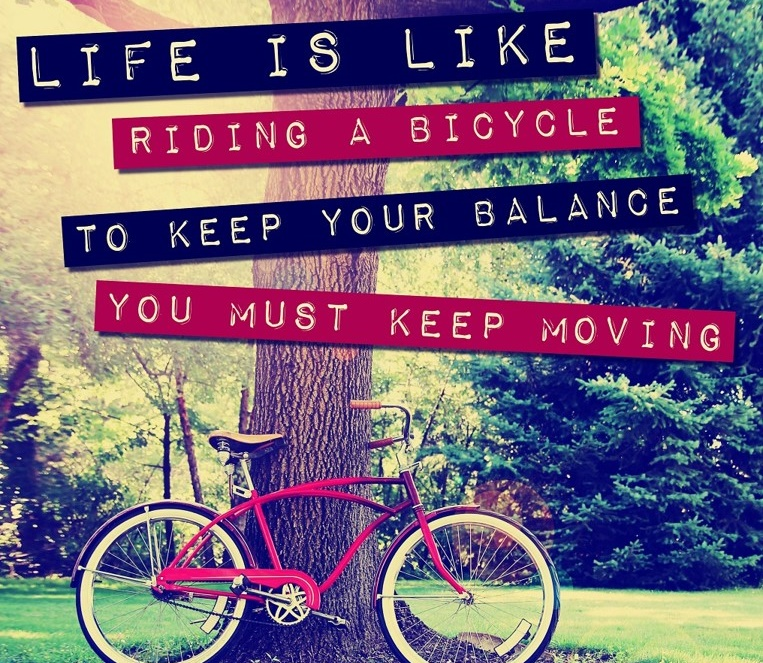 LIFE IS LIKE
RIDING A BICYCLE
TO KEEP YOUR BALANCE
YOU MUST KEEP MOVING